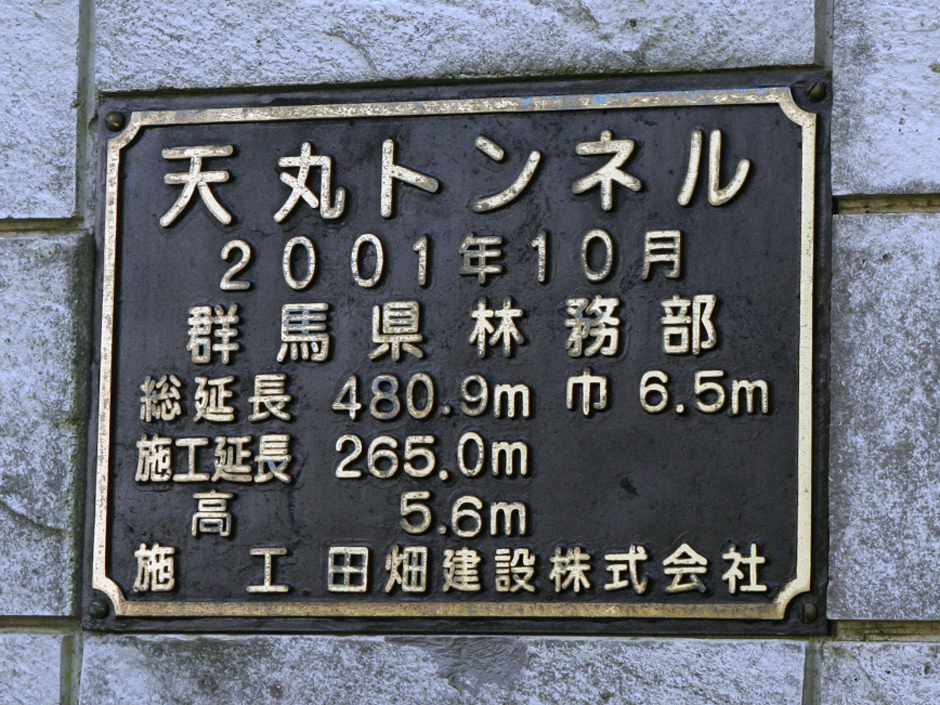 天丸トンネル
2001年10月
群馬県林務部
総延長 480.9m 巾 6.5m
施工延長 265.0m
高 5.6m
施工 田畑建設株式会社